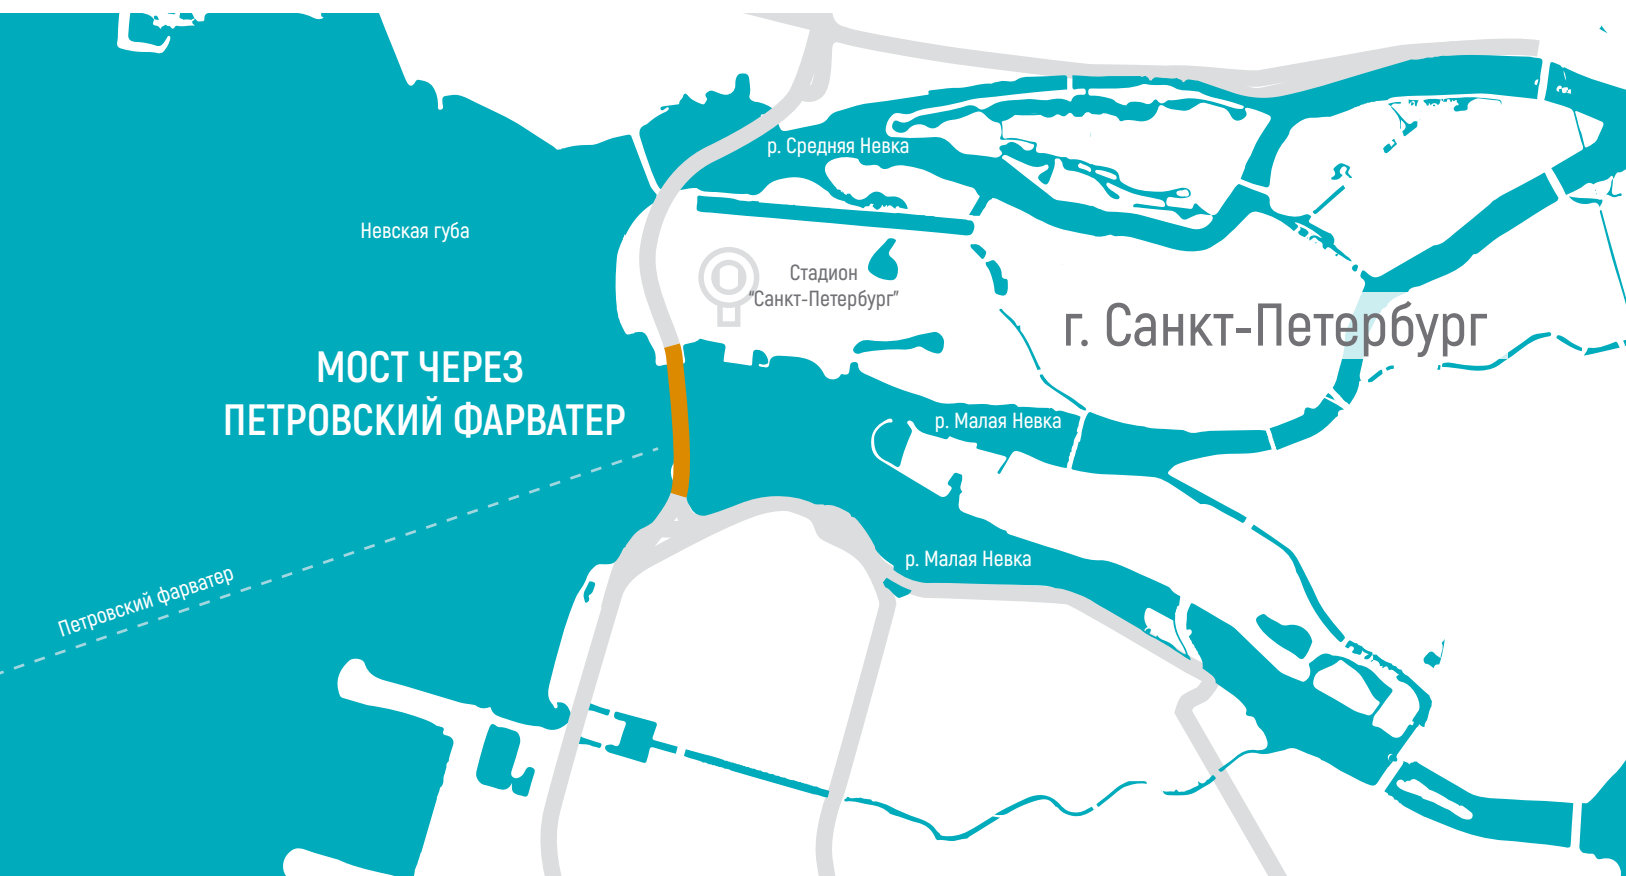 р. Средняя Невка
Невская губа
Стадион
"Санкт-Петербург"
г. Санкт-Петербург
МОСТ ЧЕРЕЗ
ПЕТРОВСКИЙ ФАРВАТЕР
р. Малая Невка
р. Малая Невка
Петровский фарватер